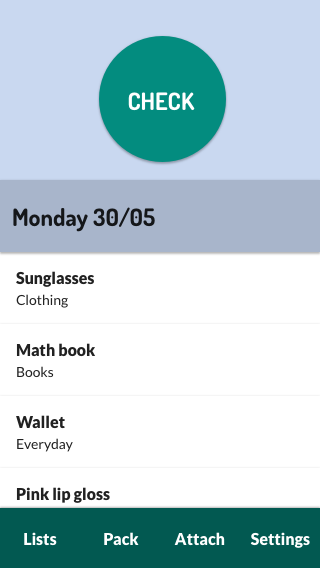 CHECK
Monday 30/05
Sunglasses
Clothing
Math book
Books
Wallet
Everyday
Pink lip gloss
Lists Pack Attach Settings